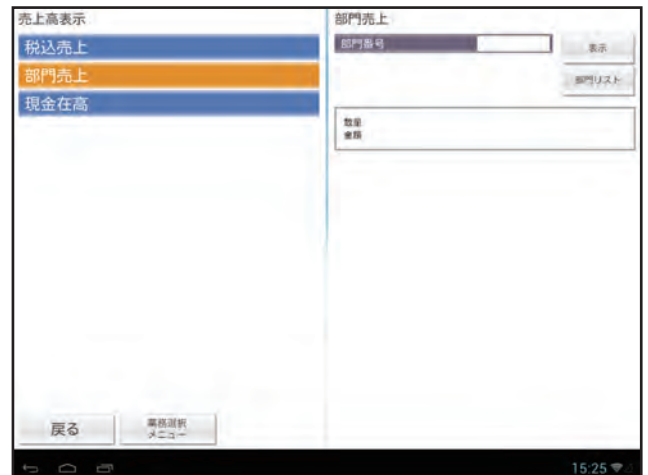 売上高表示
税込売上
部門売上
現金在高
部門売上
部門番号
表示
部門リスト
数量
金額
戻る
業務選択
メニュー
15:25